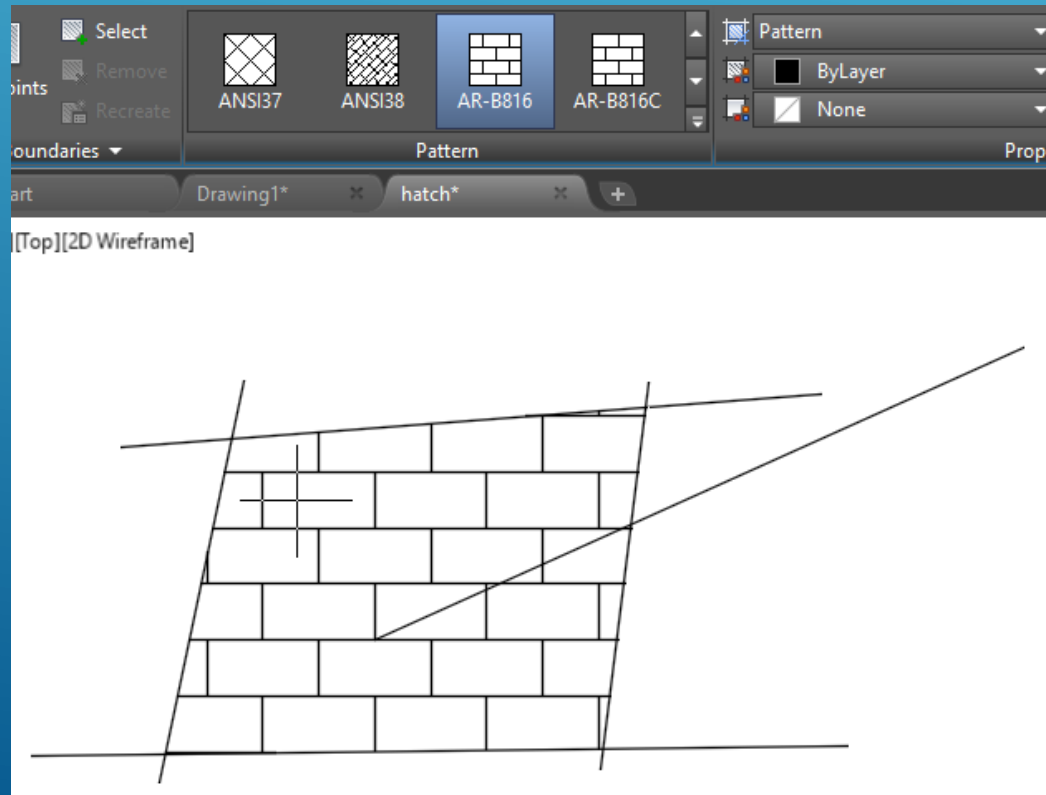 Select
Remove
Recreate
oints
oundaries
ANSI37
ANSI38
AR-B816
AR-B816C
Pattern
Pattern
ByLayer
None
Prop
art
Drawing1*
hatch*
][Top][2D Wireframe]